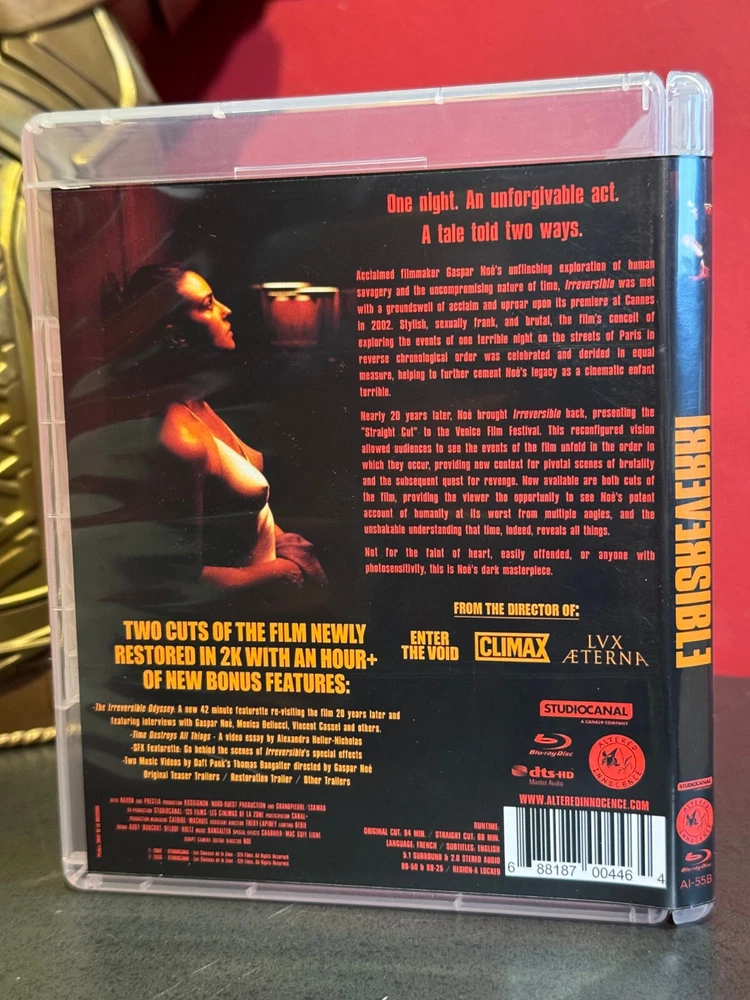 One night. An unforgivable act.
A tale told two ways.
Acclaimed filmmaker Gaspar Noé's unflinching exploration of human
savagery and the uncompromising nature of time, Irreversible was met
with a groundswell of acclaim and uproar upon its premiere at Cannes
in 2002. Stylish, sexually frank, and brutal, the film's conceit of
exploring the events of one terrible night on the streets of Paris in
reverse chronological order was celebrated and derided in equal
measure, helping to further cement Noé's legacy as a cinematic enfant
terrible.
Nearly 20 years later, Noé brought Irreversible back, presenting the
"Straight Cut" to the Venice Film Festival. This reconfigured vision
allowed audiences to see the events of the film unfold in the order in
which they occur, providing new context for pivotal scenes of brutality
and the subsequent quest for revenge. Now available are both cuts of
the film, providing the viewer the opportunity to see Noé's potent
account of humanity at its worst from multiple angles, and the
unshakable understanding that time, indeed, reveals all things.
Not for the faint of heart, easily offended, or anyone with
photosensitivity, this is Noé's dark masterpiece.
FROM THE DIRECTOR OF:
ENTER
THE VOID
CLIMAX
LVX
ÆTERNA
TWO CUTS OF THE FILM NEWLY
RESTORED IN 2K WITH AN HOUR+
OF NEW BONUS FEATURES:
-The Irreversible Odyssey: A new 42 minute featurette re-visiting the film 20 years later and
featuring interviews with Gaspar Noé, Monica Bellucci, Vincent Cassel and others.
-Time Destroys All Things - A video essay by Alexandra Heller-Nicholas
-SFX Featurette: Go behind the scenes of Irreversible's special effects
-Two Music Videos by Daft Punk's Thomas Bangalter directed by Gaspar Noé
Original Teaser Trailers / Restoration Trailer / Other Trailers
STUDIOCANAL
A CANAL+ COMPANY
Blu-ray Disc
dts-HD
Master Audio
ALTERED
INNOCENCE
WWW.ALTEREDINNOCENCE.COM
RUNTIME:
ORIGINAL CUT: 94 MIN. / STRAIGHT CUT: 86 MIN.
LANGUAGE: FRENCH / SUBTITLES: ENGLISH
5.1 SURROUND & 2.0 STEREO AUDIO
BD-50 & BD-25 / REGION-A LOCKED
6 88187 00446 4
IRREVERSIBLE
STUDIOCANAL
ALTERED
INNOCENCE
Blu-ray Disc
AI-55B